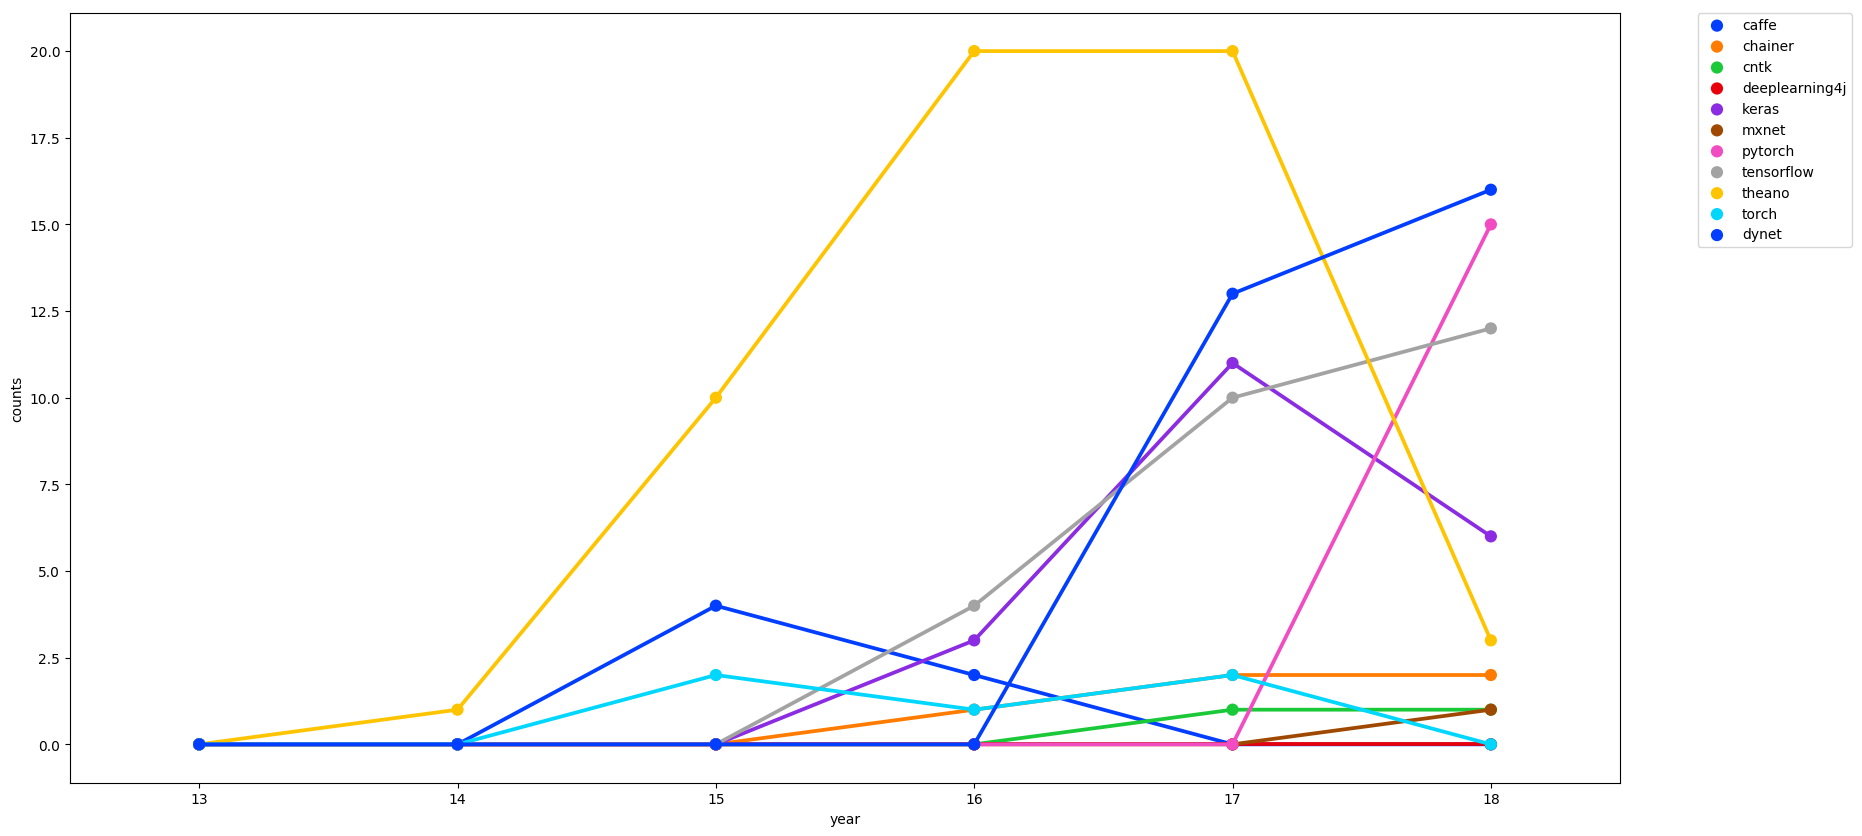 20.0
17.5
15.0
12.5
10.0
7.5
5.0
2.5
0.0
counts
13 14 15 16 17 18
year
caffe
chainer
cntk
deeplearning4j
keras
mxnet
pytorch
tensorflow
theano
torch
dynet